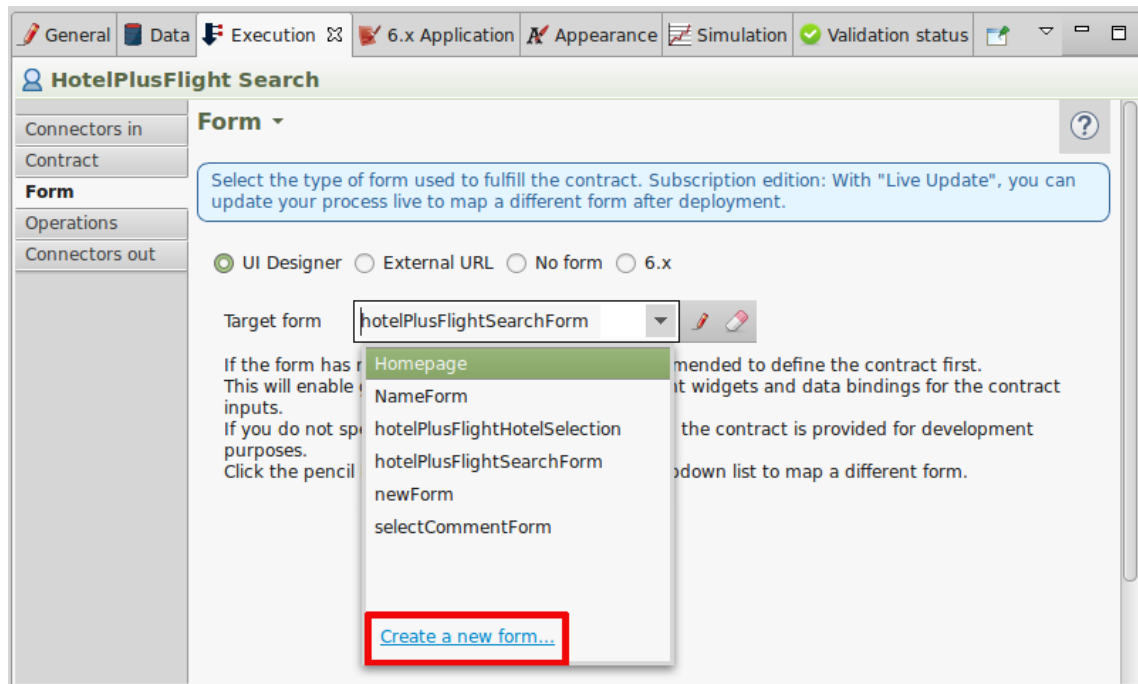 General Data Execution 6.x Application Appearance Simulation Validation status
HotelPlusFlight Search
Connectors in
Contract
Form
Operations
Connectors out
Form
?
Select the type of form used to fulfill the contract. Subscription edition: With "Live Update", you can
update your process live to map a different form after deployment.
UI Designer External URL No form 6.x
Target form hotelPlusFlightSearchForm
If the form has mended to define the contract first.
This will enable t widgets and data bindings for the contract
inputs.
If you do not sp the contract is provided for development
purposes.
Click the pencil down list to map a different form.
Homepage
NameForm
hotelPlusFlightHotelSelection
hotelPlusFlightSearchForm
newForm
selectCommentForm
Create a new form...